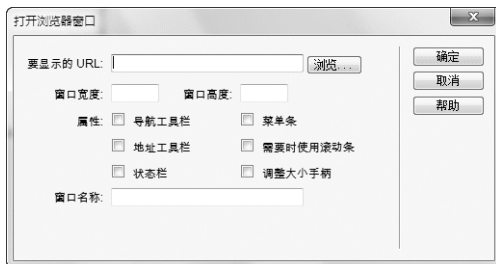 打开浏览器窗口
要显示的 URL: 浏览... 确定
取消
窗口宽度: 窗口高度: 帮助
属性: 导航工具栏 菜单条
地址工具栏 需要时使用滚动条
状态栏 调整大小手柄
窗口名称: